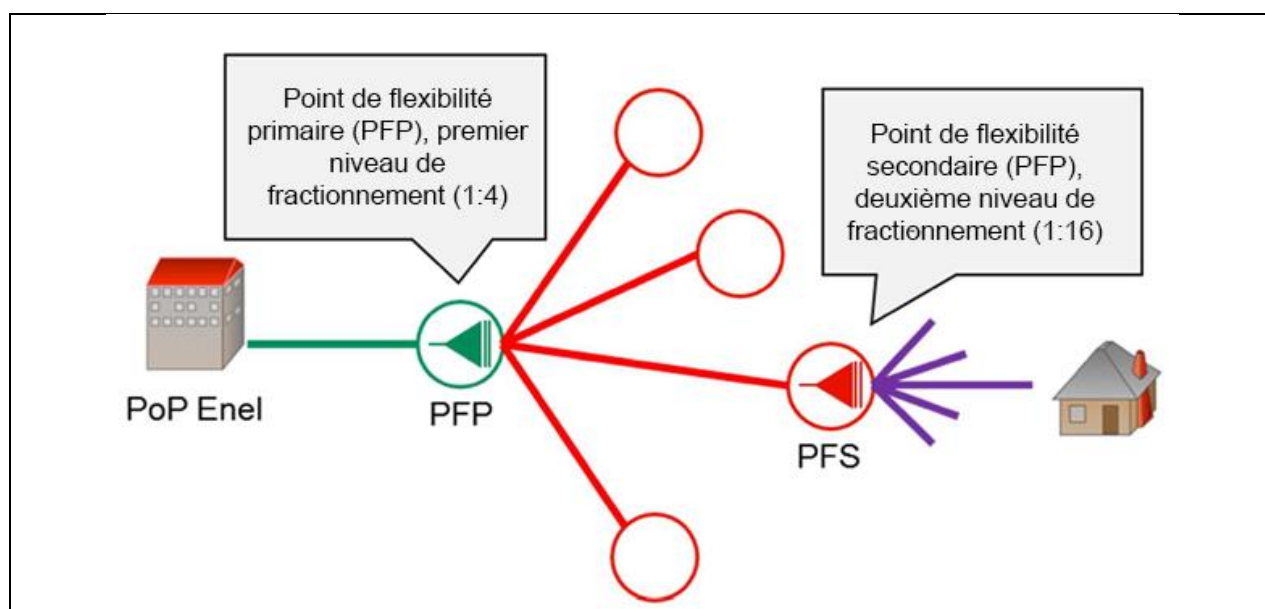 Point de flexibilité
primaire (PFP), premier
niveau de
fractionnement (1:4)
Point de flexibilité
secondaire (PFP),
deuxième niveau de
fractionnement (1:16)
PoP Enel
PFP
PFS